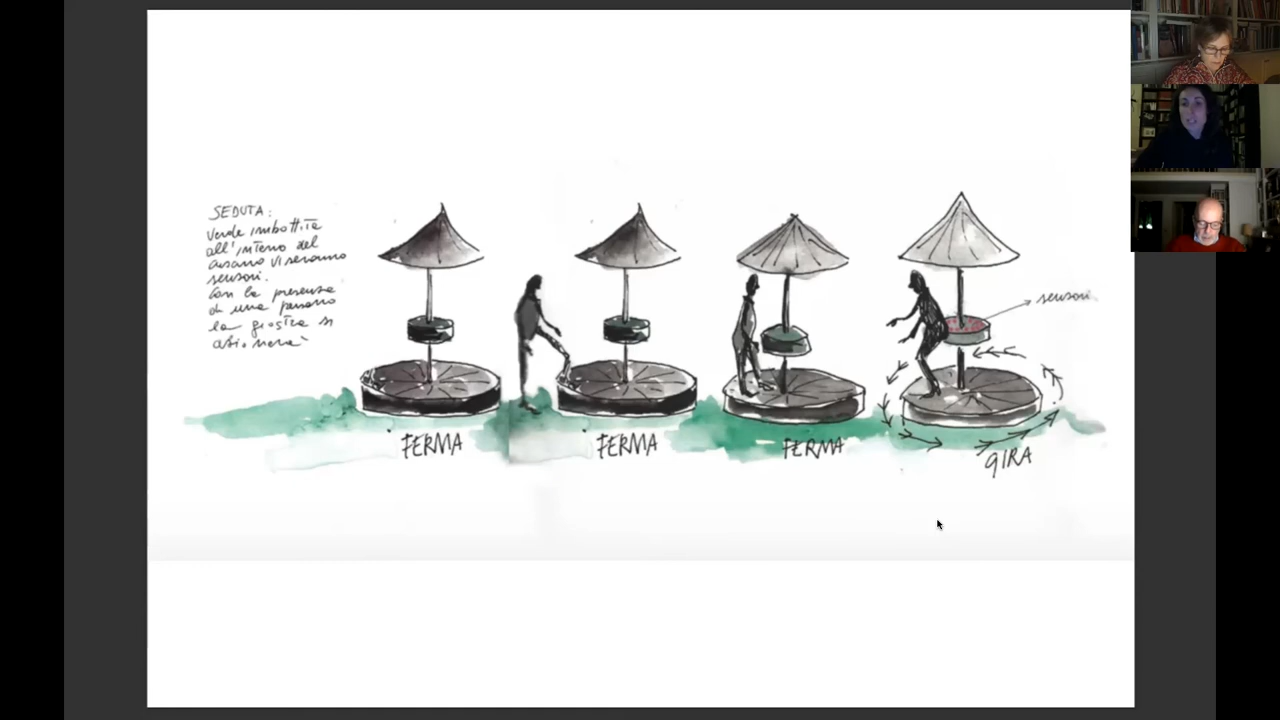 SEDUTA:
Verde imbottita
all'interno del
cuscino vi saranno
sensori.
Con la presenza
di una persona
la giostra si
azionerà
sensori
FERMA
FERMA
FERMA
GIRA